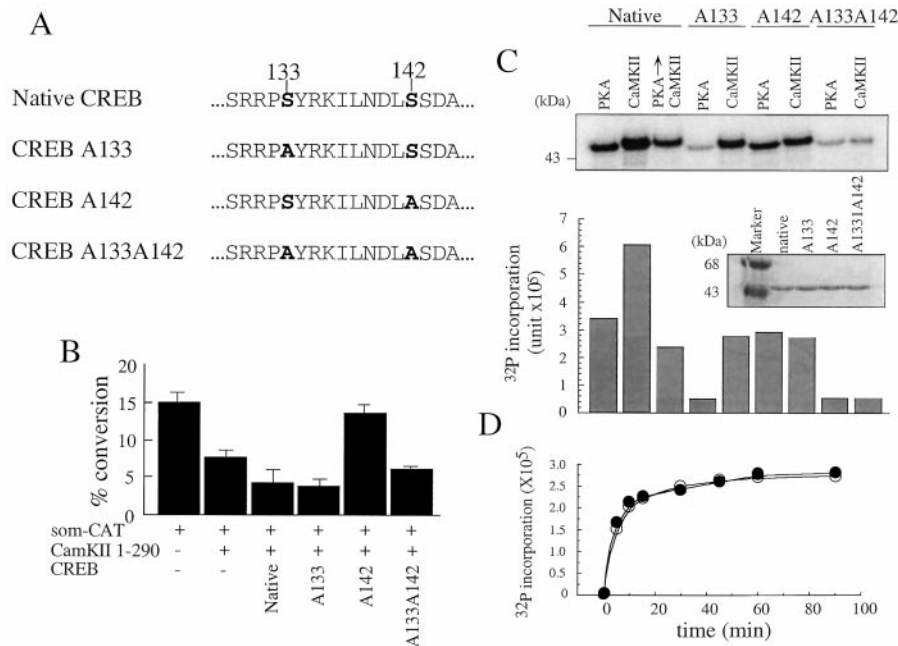 A
133 142
Native CREB ...SRRPSYRKILNDLSSDA...
CREB A133 ...SRRPAYRKILNDLSSDA...
CREB A142 ...SRRPSYRKILNDLASDA...
CREB A133A142 ...SRRPAYRKILNDLASDA...
B
% conversion
20
15
10
5
0
som-CAT + + + + + +
CamKII 1-290 - + + + + +
CREB - - Native A133 A142 A133A142
C
Native A133 A142 A133A142
(kDa) PKA CaMKII PKA→CaMKII PKA CaMKII PKA CaMKII PKA CaMKII
43
32P incorporation
(unit x105)
7
6
5
4
3
2
1
0
(kDa) Marker native A133 A142 A1331A142
68
43
D
32P incorporation (X105)
3.0
2.5
2.0
1.5
1.0
0.5
0
0 20 40 60 80 100
time (min)